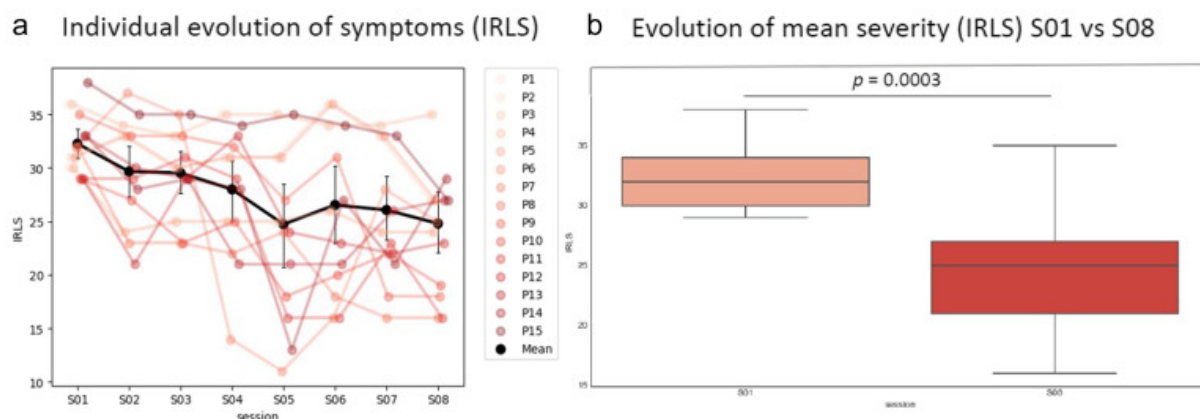 a Individual evolution of symptoms (IRLS)
35
30
25
20
15
10
IRLS
S01 S02 S03 S04 S05 S06 S07 S08
session
P1
P2
P3
P4
P5
P6
P7
P8
P9
P10
P11
P12
P13
P14
P15
Mean
b Evolution of mean severity (IRLS) S01 vs S08
p = 0.0003
35
30
25
20
15
IRLS
S01
session